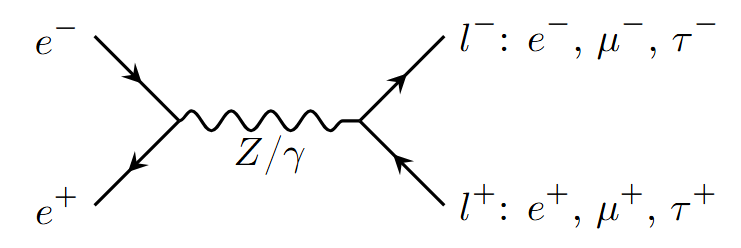 e⁻ l⁻: e⁻, μ⁻, τ⁻
Z/γ
e⁺ l⁺: e⁺, μ⁺, τ⁺